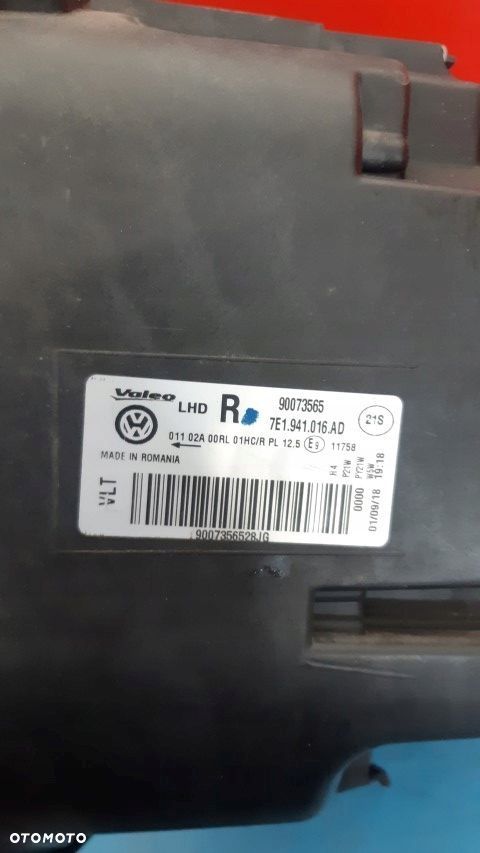 Valeo LHD R 90073565
7E1.941.016.AD 21S
011 02A 00RL 01HC/R PL 12.5 E9 11758
MADE IN ROMANIA
H4
P21W
PY21W
W5W
0000
01/09/18 19:18
VLT
9007356528JG
OTOMOTO